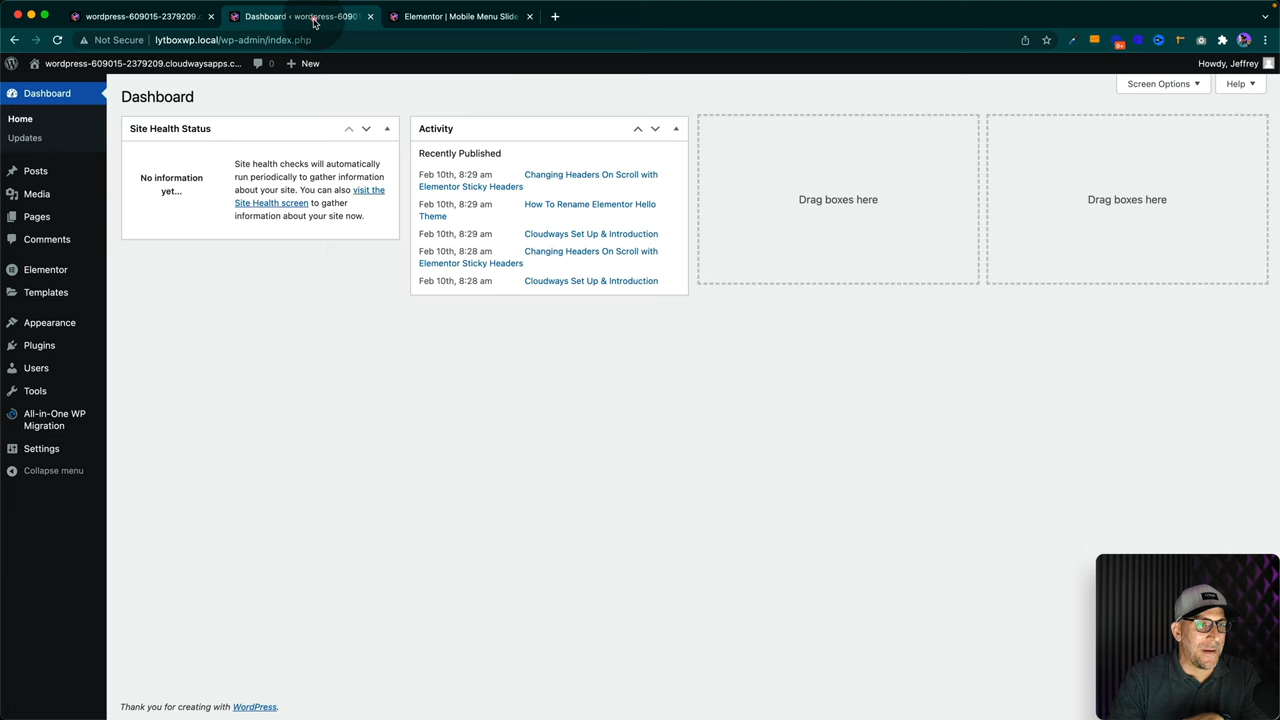 wordpress-609015-2379209.c
Dashboard ‹ wordpress-6090
Elementor | Mobile Menu Slide
Not Secure
lytboxwp.local/wp-admin/index.php
9+
wordpress-609015-2379209.cloudwaysapps.c...
0
New
Howdy, Jeffrey
Dashboard
Home
Updates
Posts
Media
Pages
Comments
Elementor
Templates
Appearance
Plugins
Users
Tools
All-in-One WP
Migration
Settings
Collapse menu
Dashboard
Screen Options
Help
Site Health Status
No information
yet...
Site health checks will automatically
run periodically to gather information
about your site. You can also visit the
Site Health screen to gather
information about your site now.
Activity
Recently Published
Feb 10th, 8:29 am Changing Headers On Scroll with
Elementor Sticky Headers
Feb 10th, 8:29 am How To Rename Elementor Hello
Theme
Feb 10th, 8:29 am Cloudways Set Up & Introduction
Feb 10th, 8:28 am Changing Headers On Scroll with
Elementor Sticky Headers
Feb 10th, 8:28 am Cloudways Set Up & Introduction
Drag boxes here
Drag boxes here
Thank you for creating with WordPress.